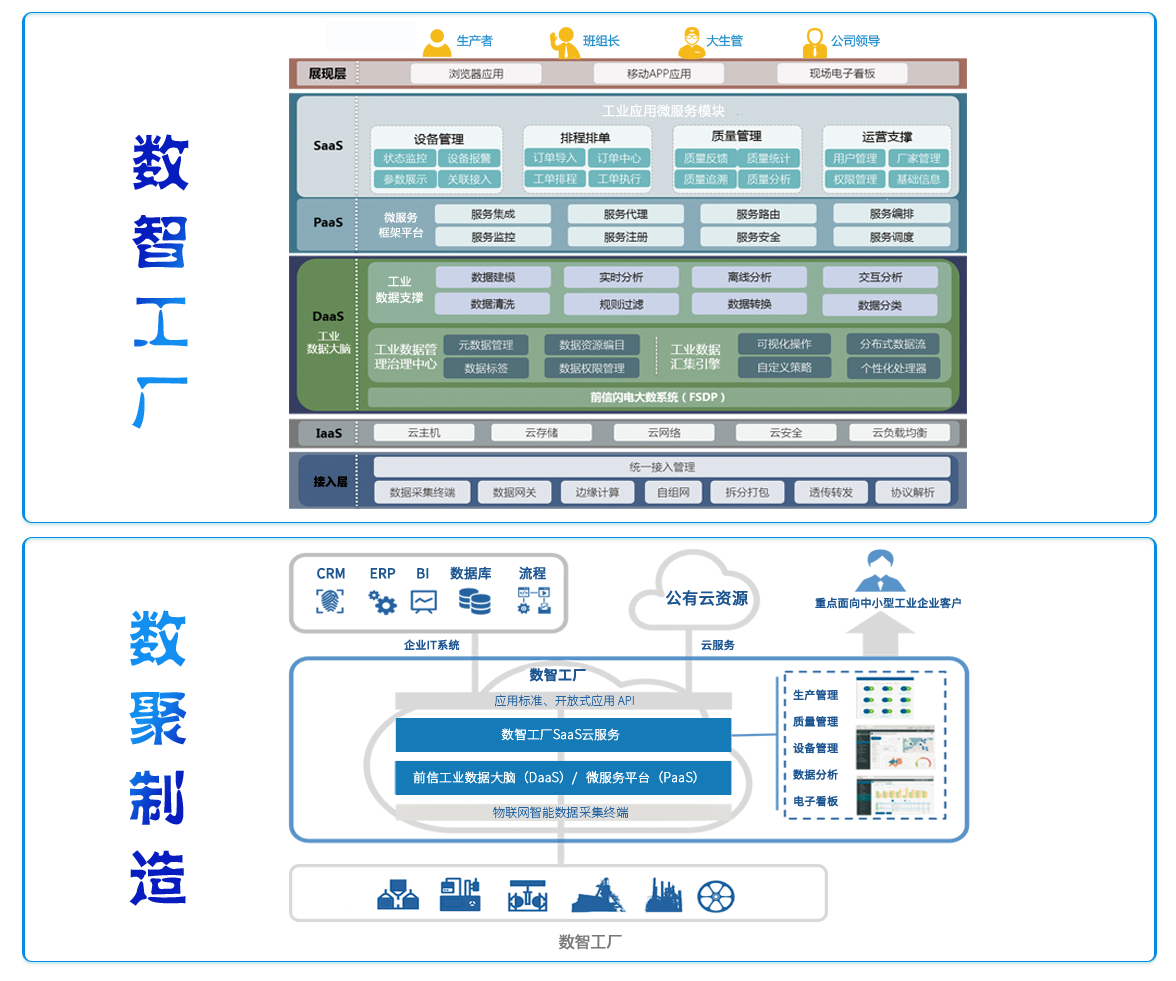 数智工厂
生产者 班组长 大生管 公司领导
展现层 浏览器应用 移动APP应用 现场电子看板
SaaS
工业应用微服务模块
设备管理 排程排单 质量管理 运营支撑
状态监控 设备报警 订单导入 订单中心 质量反馈 质量统计 用户管理 厂家管理
参数展示 关联接入 工单排程 工单执行 质量追溯 质量分析 权限管理 基础信息
PaaS
微服务
框架平台
服务集成 服务代理 服务路由 服务编排
服务监控 服务注册 服务安全 服务调度
DaaS
工业
数据大脑
工业
数据支撑
数据建模 实时分析 离线分析 交互分析
数据清洗 规则过滤 数据转换 数据分类
工业数据管
理治理中心
元数据管理 数据资源编目
数据标签 数据权限管理
工业数据
汇集引擎
可视化操作 分布式数据流
自定义策略 个性化处理器
前信闪电大数系统（FSDP）
IaaS 云主机 云存储 云网络 云安全 云负载均衡
接入层
统一接入管理
数据采集终端 数据网关 边缘计算 自组网 拆分打包 透传转发 协议解析
数聚制造
CRM ERP BI 数据库 流程
企业IT系统
公有云资源
云服务
重点面向中小型工业企业客户
数智工厂
应用标准、开放式应用 API
数智工厂SaaS云服务
前信工业数据大脑（DaaS）/ 微服务平台（PaaS）
物联网智能数据采集终端
生产管理
质量管理
设备管理
数据分析
电子看板
数智工厂